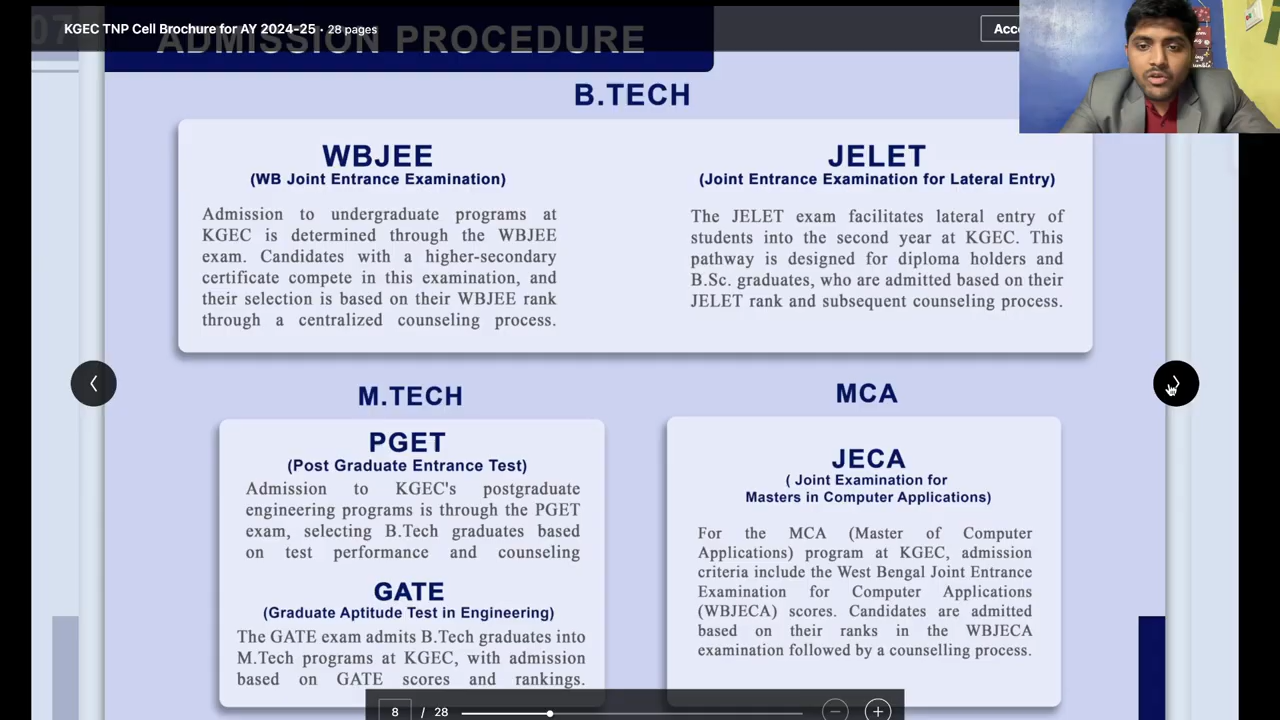 07
KGEC TNP Cell Brochure for AY 2024-25 • 28 pages
Acc
ADMISSION PROCEDURE
B.TECH
WBJEE
(WB Joint Entrance Examination)
Admission to undergraduate programs at
KGEC is determined through the WBJEE
exam. Candidates with a higher-secondary
certificate compete in this examination, and
their selection is based on their WBJEE rank
through a centralized counseling process.
JELET
(Joint Entrance Examination for Lateral Entry)
The JELET exam facilitates lateral entry of
students into the second year at KGEC. This
pathway is designed for diploma holders and
B.Sc. graduates, who are admitted based on their
JELET rank and subsequent counseling process.
M.TECH
PGET
(Post Graduate Entrance Test)
Admission to KGEC's postgraduate
engineering programs is through the PGET
exam, selecting B.Tech graduates based
on test performance and counseling
GATE
(Graduate Aptitude Test in Engineering)
The GATE exam admits B.Tech graduates into
M.Tech programs at KGEC, with admission
based on GATE scores and rankings.
MCA
JECA
( Joint Examination for
Masters in Computer Applications)
For the MCA (Master of Computer
Applications) program at KGEC, admission
criteria include the West Bengal Joint Entrance
Examination for Computer Applications
(WBJECA) scores. Candidates are admitted
based on their ranks in the WBJECA
examination followed by a counselling process.
8 / 28